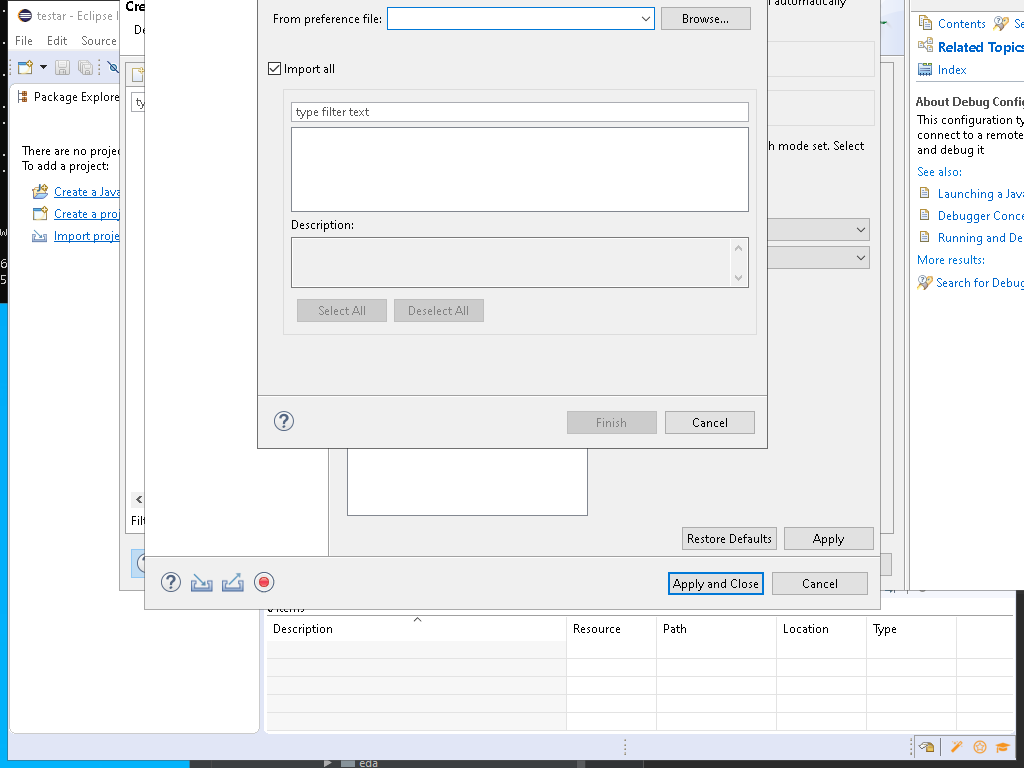 testar - Eclipse I
File Edit Source
Package Explore
There are no projec
To add a project:
Create a Java
Create a proj
Import proje
Cre
De
ty
Filt
From preference file:
Browse...
Import all
type filter text
Description:
Select All
Deselect All
Finish
Cancel
automatically
h mode set. Select
Restore Defaults
Apply
Apply and Close
Cancel
Contents
Se
Related Topics
Index
About Debug Config
This configuration ty
connect to a remote
and debug it
See also:
Launching a Java
Debugger Conce
Running and De
More results:
Search for Debug
items
Description Resource Path Location Type
eda
W
6
5